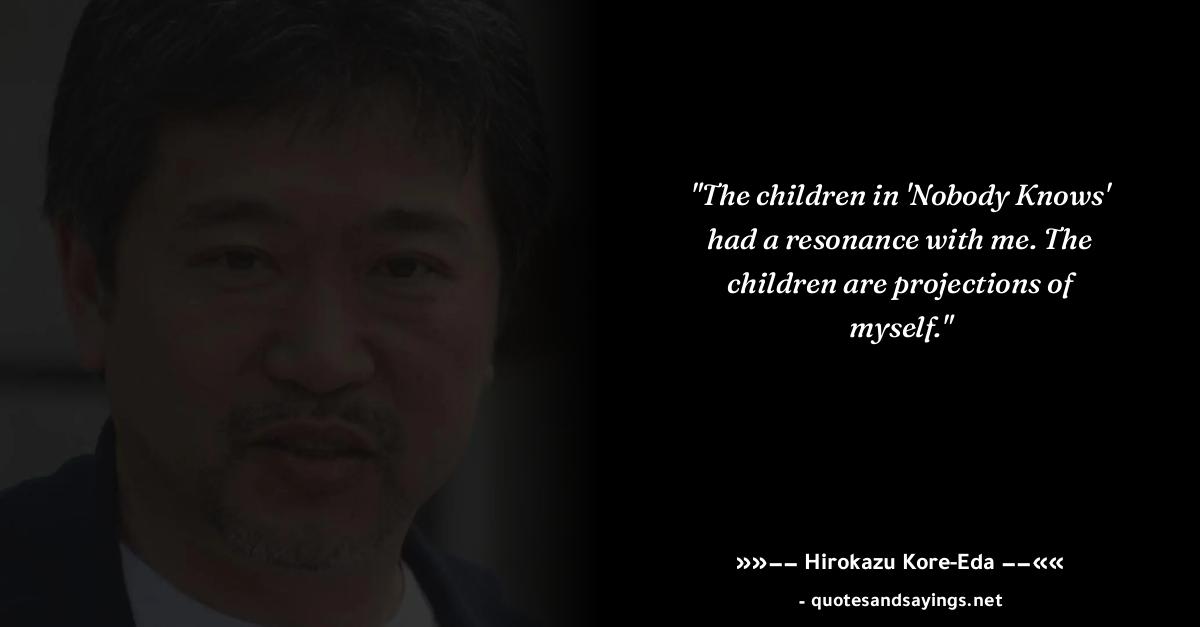 "The children in 'Nobody Knows'
had a resonance with me. The
children are projections of
myself."
»»−− Hirokazu Kore-Eda −−««
- quotesandsayings.net